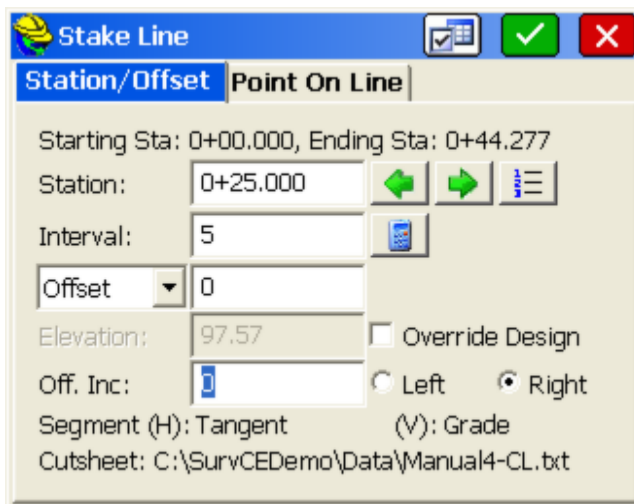 Stake Line
Station/Offset Point On Line
Starting Sta: 0+00.000, Ending Sta: 0+44.277
Station: 0+25.000
Interval: 5
Offset 0
Elevation: 97.57 Override Design
Off. Inc: 0 Left Right
Segment (H): Tangent (V): Grade
Cutsheet: C:\SurvCEDemo\Data\Manual4-CL.txt